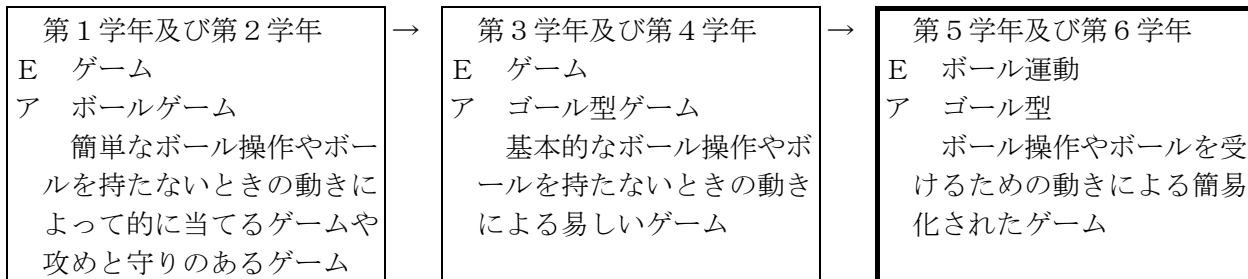 第1学年及び第2学年
E ゲーム
ア ボールゲーム
簡単なボール操作やボー
ルを持たないときの動きに
よって的に当てるゲームや
攻めと守りのあるゲーム
→
第3学年及び第4学年
E ゲーム
ア ゴール型ゲーム
基本的なボール操作やボ
ールを持たないときの動き
による易しいゲーム
→
第5学年及び第6学年
E ボール運動
ア ゴール型
ボール操作やボールを受
けるための動きによる簡易
化されたゲーム